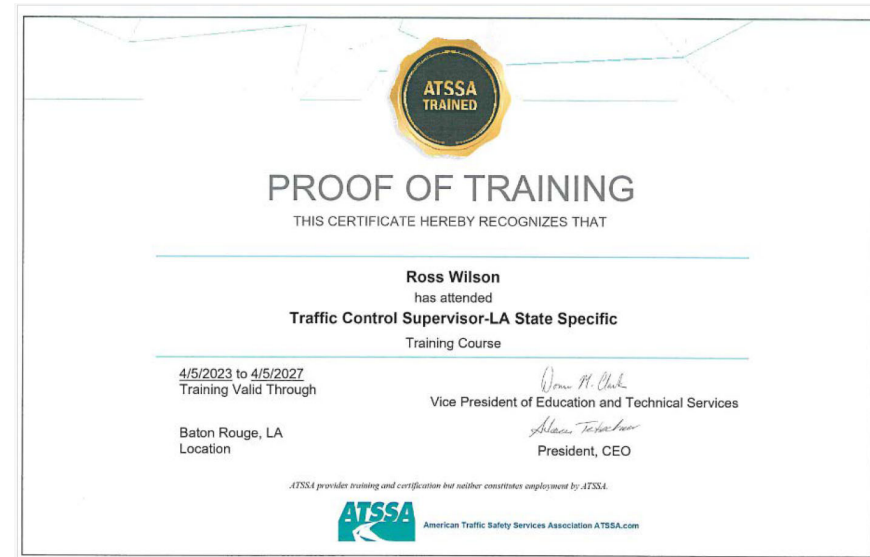 ATSSA
TRAINED
PROOF OF TRAINING
THIS CERTIFICATE HEREBY RECOGNIZES THAT
Ross Wilson
has attended
Traffic Control Supervisor-LA State Specific
Training Course
4/5/2023 to 4/5/2027
Training Valid Through
Vice President of Education and Technical Services
Baton Rouge, LA
Location
President, CEO
ATSSA provides training and certification but neither constitutes employment by ATSSA.
ATSSA
American Traffic Safety Services Association ATSSA.com